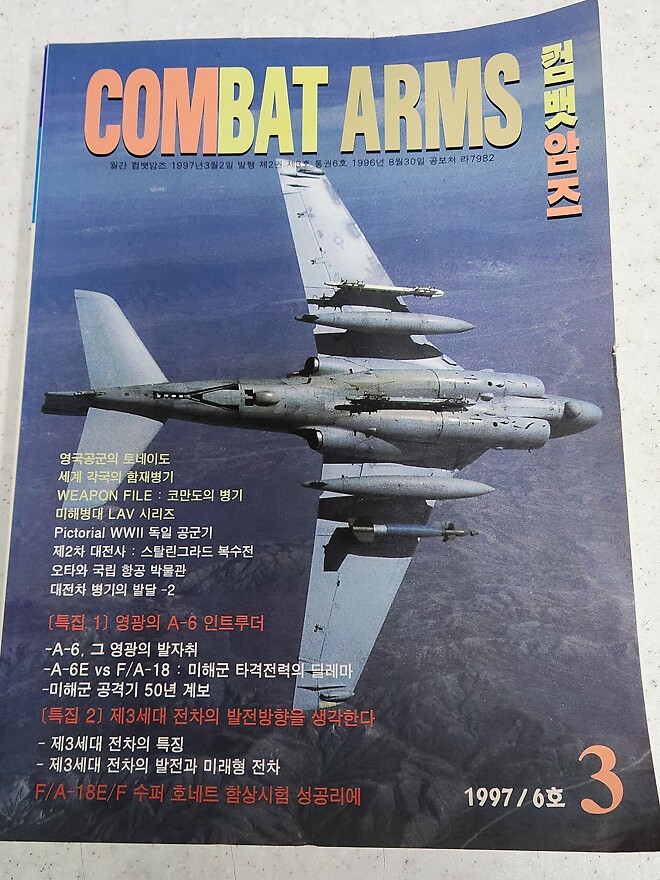 COMBAT ARMS
컴뱃암즈
월간 컴뱃암즈 1997년3월2일 발행 제2권 제3호 통권6호 1996년 8월30일 공보처 라7982
영국공군의 토네이도
세계 각국의 함재병기
WEAPON FILE : 코만도의 병기
미해병대 LAV 시리즈
Pictorial WWII 독일 공군기
제2차 대전사 : 스탈린그라드 복수전
오타와 국립 항공 박물관
대전차 병기의 발달 -2
〔특집 1〕 영광의 A-6 인트루더
-A-6, 그 영광의 발자취
-A-6E vs F/A-18 : 미해군 타격전력의 딜레마
-미해군 공격기 50년 계보
〔특집 2〕 제3세대 전차의 발전방향을 생각한다
- 제3세대 전차의 특징
- 제3세대 전차의 발전과 미래형 전차
F/A-18E/F 수퍼 호네트 함상시험 성공리에
1997/6호 3